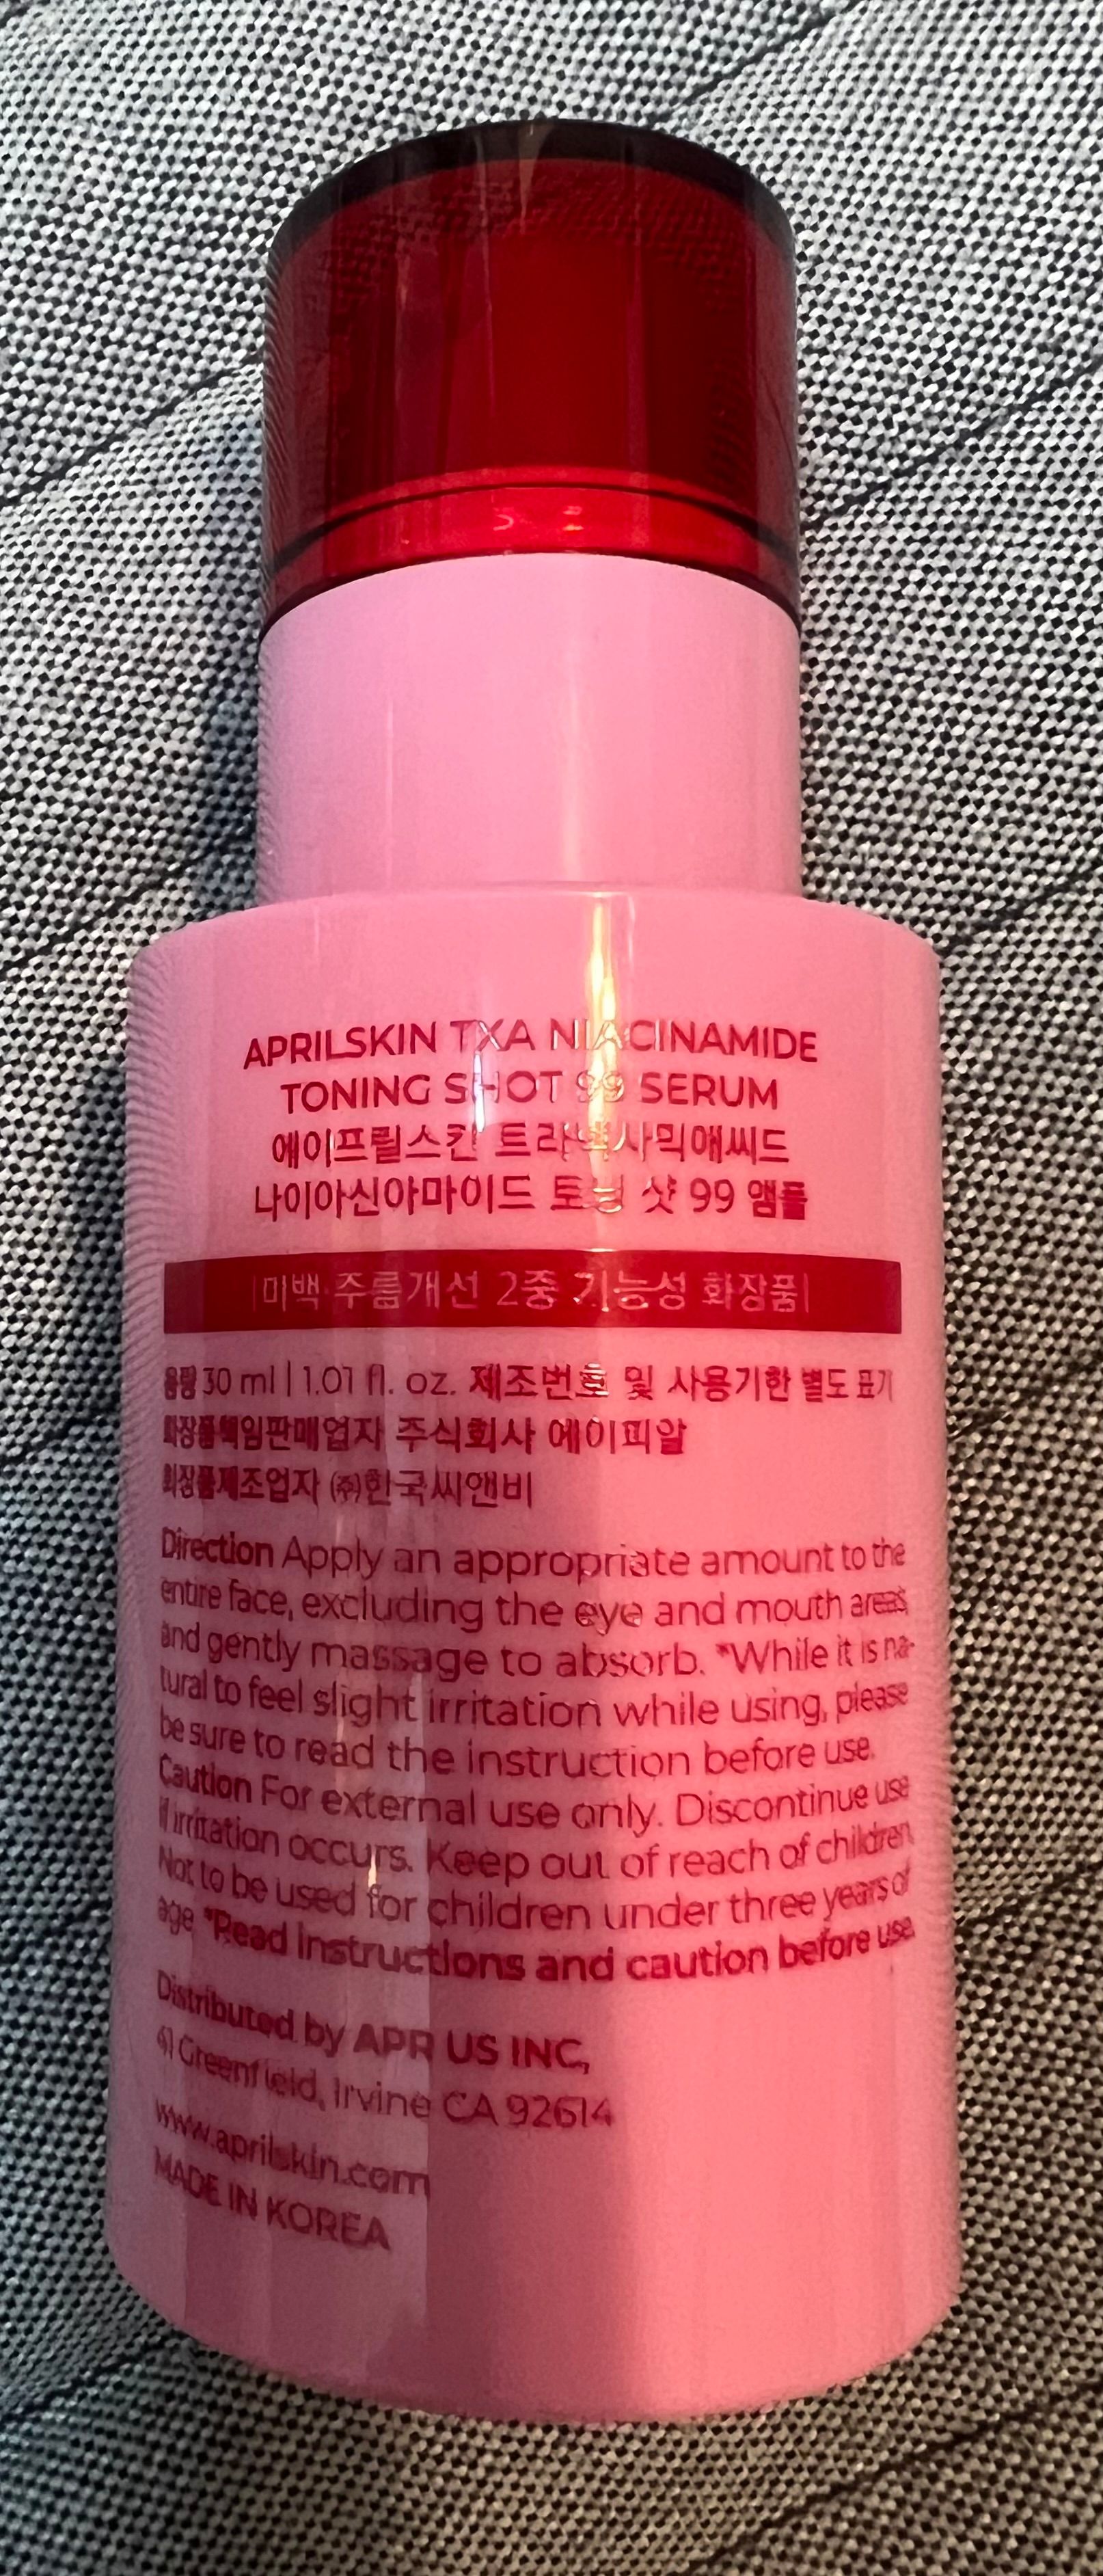 APRILSKIN TXA NIACINAMIDE
TONING SHOT 99 SERUM
에이프릴스킨 트라넥사믹애씨드
나이아신아마이드 토닝 샷 99 앰플
|미백·주름개선 2중 기능성 화장품|
용량 30 ml | 1.01 fl. oz. 제조번호 및 사용기한 별도 표기
화장품책임판매업자 주식회사 에이피알
화장품제조업자 ㈜한국씨앤비
Direction Apply an appropriate amount to the
entire face, excluding the eye and mouth areas,
and gently massage to absorb. *While it is na-
tural to feel slight irritation while using, please
be sure to read the instruction before use.
Caution For external use only. Discontinue use
if irritation occurs. Keep out of reach of children.
Not to be used for children under three years of
age *Read instructions and caution before use.
Distributed by APR US INC,
41 Greenfield, Irvine CA 92614
www.aprilskin.com
MADE IN KOREA